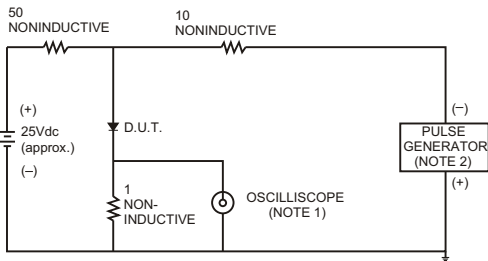 50
NONINDUCTIVE
10
NONINDUCTIVE
(+)
25Vdc
(approx.)
(–)
D.U.T.
1
NON-
INDUCTIVE
OSCILLISCOPE
(NOTE 1)
(–)
PULSE
GENERATOR
(NOTE 2)
(+)